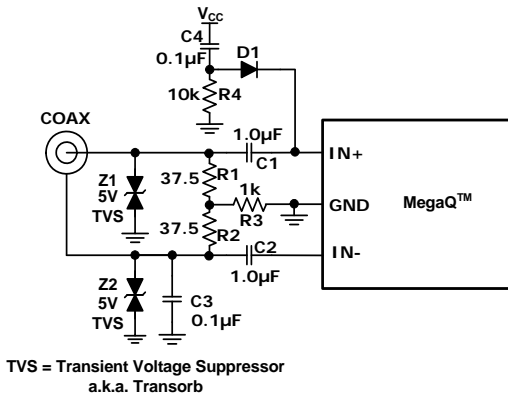 VCC
C4
0.1µF
D1
10k
R4
COAX
1.0µF
C1
IN+
37.5
R1
Z1
5V
TVS
1k
R3
GND
MegaQ™
37.5
R2
C2
1.0µF
IN-
Z2
5V
TVS
C3
0.1µF
TVS = Transient Voltage Suppressor
a.k.a. Transorb